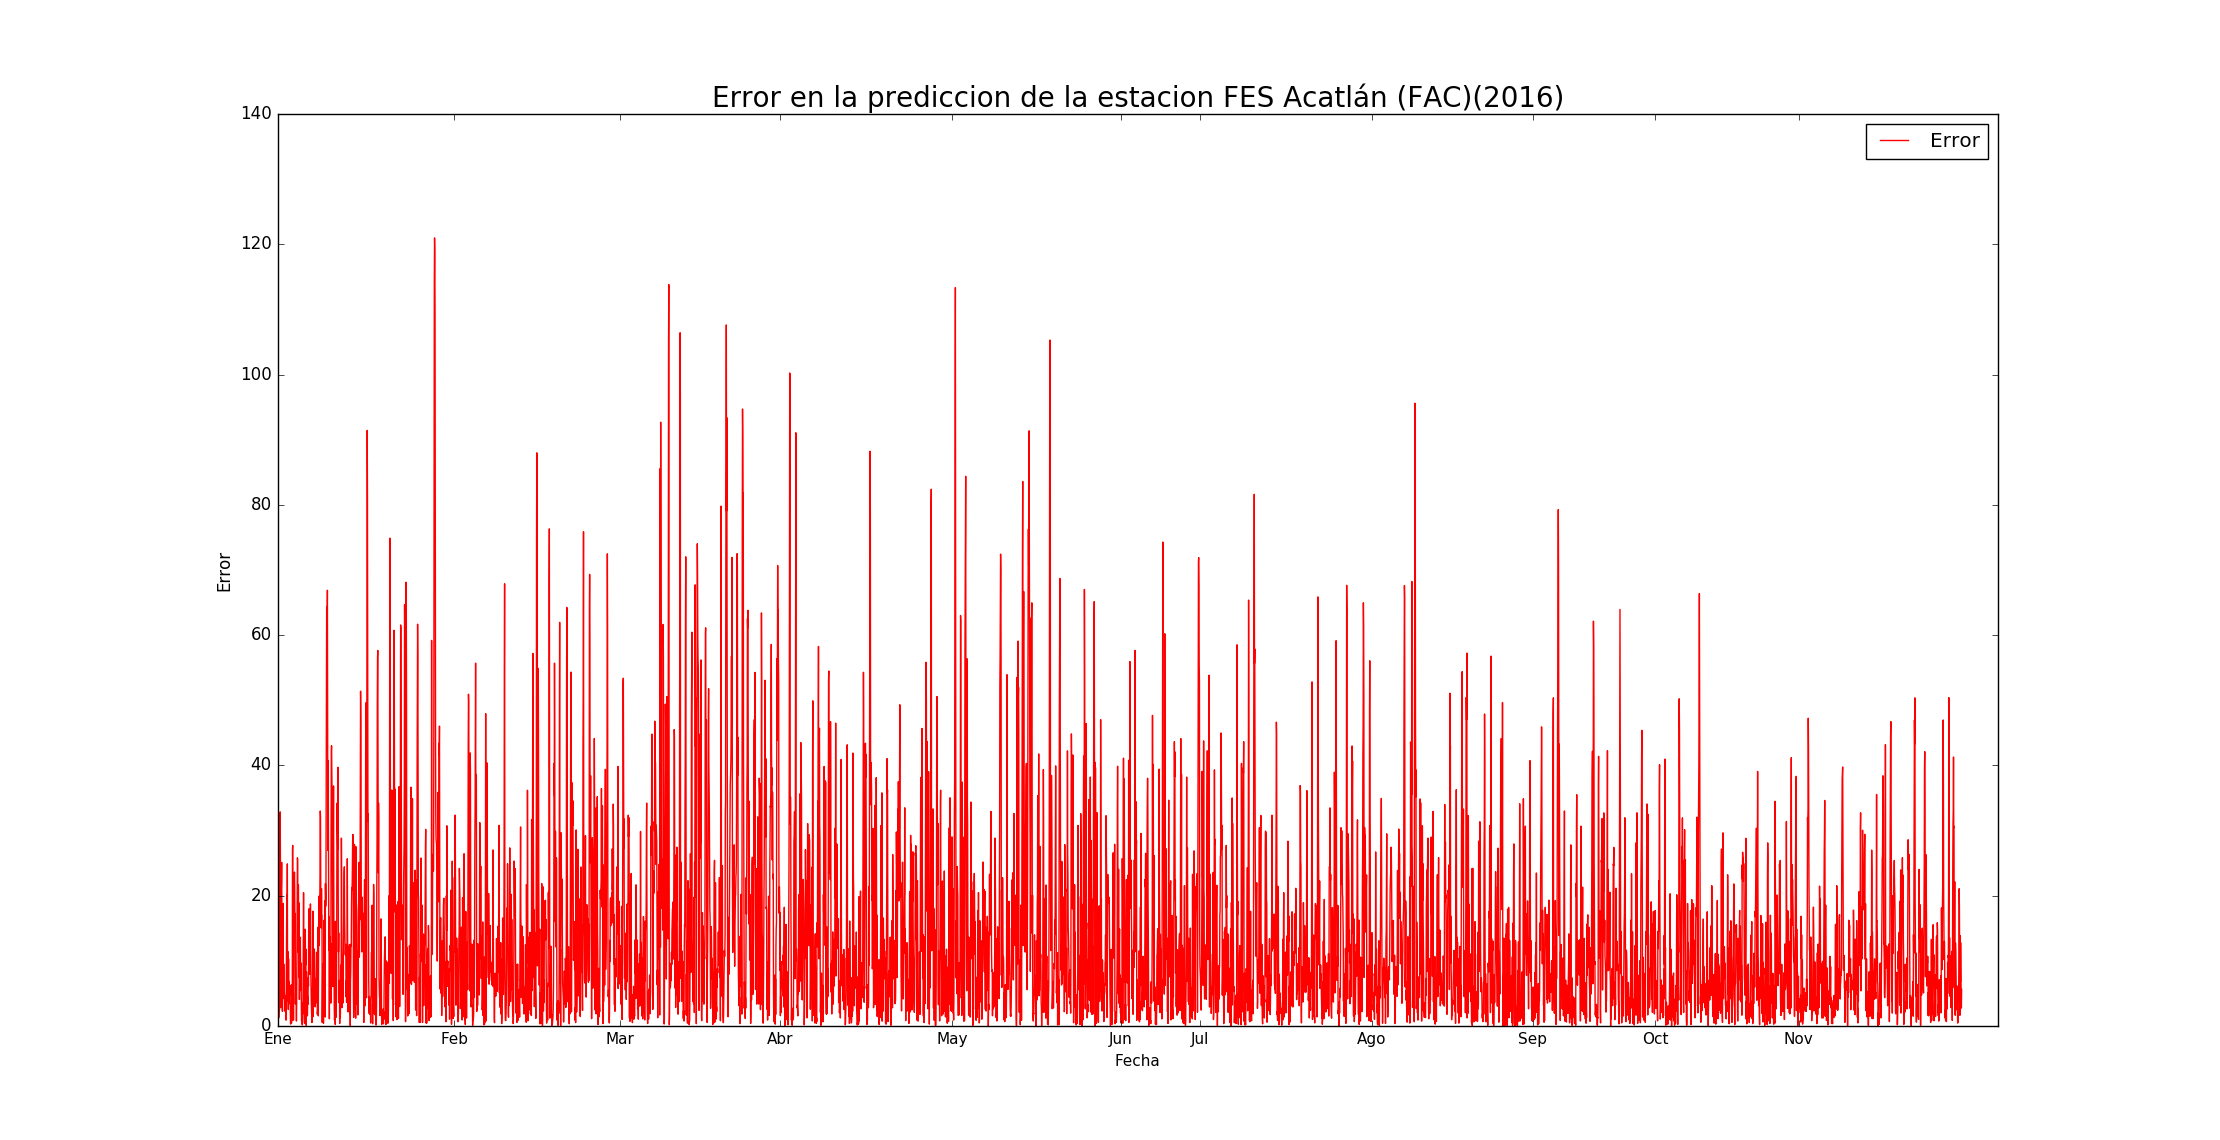 Error en la prediccion de la estacion FES Acatlán (FAC)(2016)
Error
140
120
100
80
60
40
20
0
Error
Ene Feb Mar Abr May Jun Jul Ago Sep Oct Nov
Fecha